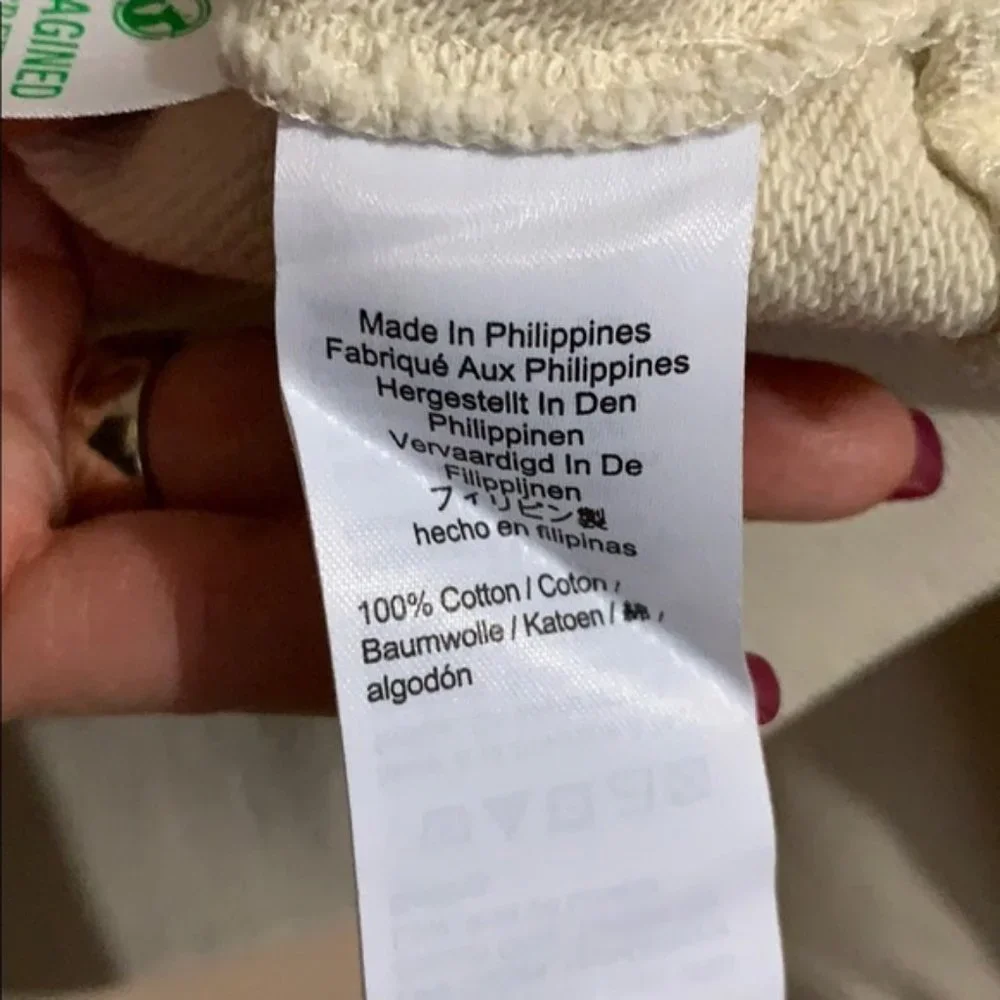 AGINED
Made In Philippines
Fabriqué Aux Philippines
Hergestellt In Den
Philippinen
Vervaardigd In De
Filippijnen
フィリピン製
hecho en filipinas
100% Cotton / Coton /
Baumwolle / Katoen / 綿 /
algodón